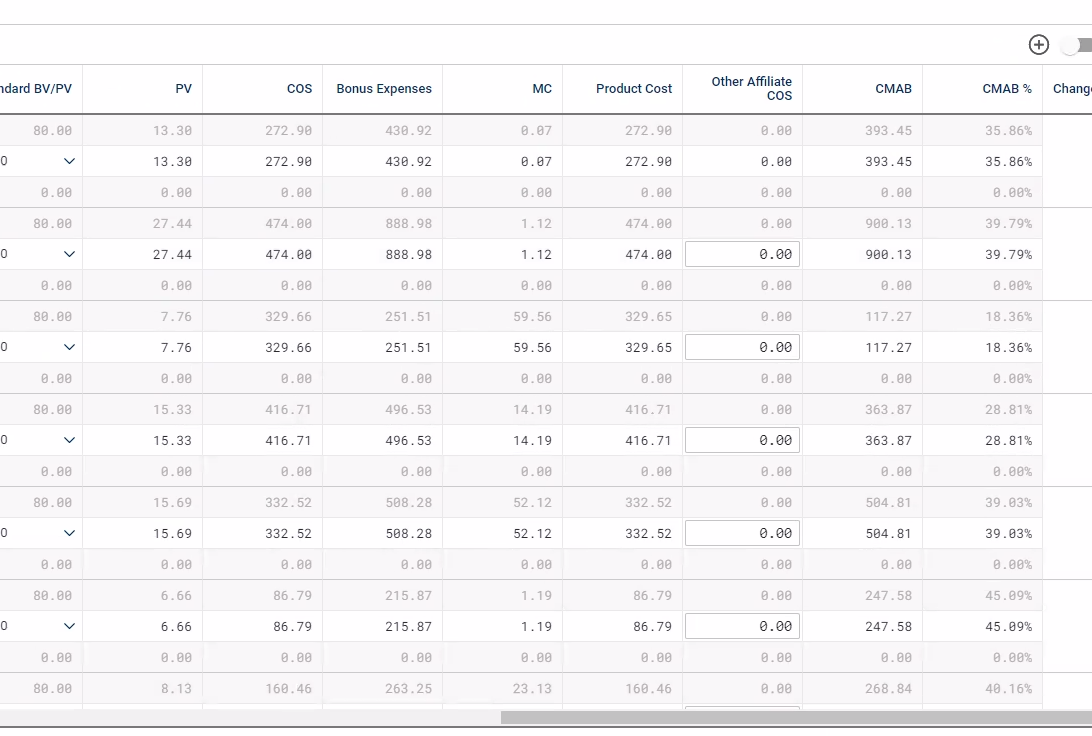 ndard BV/PV PV COS Bonus Expenses MC Product Cost Other Affiliate COS CMAB CMAB % Chang
80.00 13.30 272.90 430.92 0.07 272.90 0.00 393.45 35.86%
0 13.30 272.90 430.92 0.07 272.90 0.00 393.45 35.86%
0.00 0.00 0.00 0.00 0.00 0.00 0.00 0.00 0.00%
80.00 27.44 474.00 888.98 1.12 474.00 0.00 900.13 39.79%
0 27.44 474.00 888.98 1.12 474.00 0.00 900.13 39.79%
0.00 0.00 0.00 0.00 0.00 0.00 0.00 0.00 0.00%
80.00 7.76 329.66 251.51 59.56 329.65 0.00 117.27 18.36%
0 7.76 329.66 251.51 59.56 329.65 0.00 117.27 18.36%
0.00 0.00 0.00 0.00 0.00 0.00 0.00 0.00 0.00%
80.00 15.33 416.71 496.53 14.19 416.71 0.00 363.87 28.81%
0 15.33 416.71 496.53 14.19 416.71 0.00 363.87 28.81%
0.00 0.00 0.00 0.00 0.00 0.00 0.00 0.00 0.00%
80.00 15.69 332.52 508.28 52.12 332.52 0.00 504.81 39.03%
0 15.69 332.52 508.28 52.12 332.52 0.00 504.81 39.03%
0.00 0.00 0.00 0.00 0.00 0.00 0.00 0.00 0.00%
80.00 6.66 86.79 215.87 1.19 86.79 0.00 247.58 45.09%
0 6.66 86.79 215.87 1.19 86.79 0.00 247.58 45.09%
0.00 0.00 0.00 0.00 0.00 0.00 0.00 0.00 0.00%
80.00 8.13 160.46 263.25 23.13 160.46 0.00 268.84 40.16%